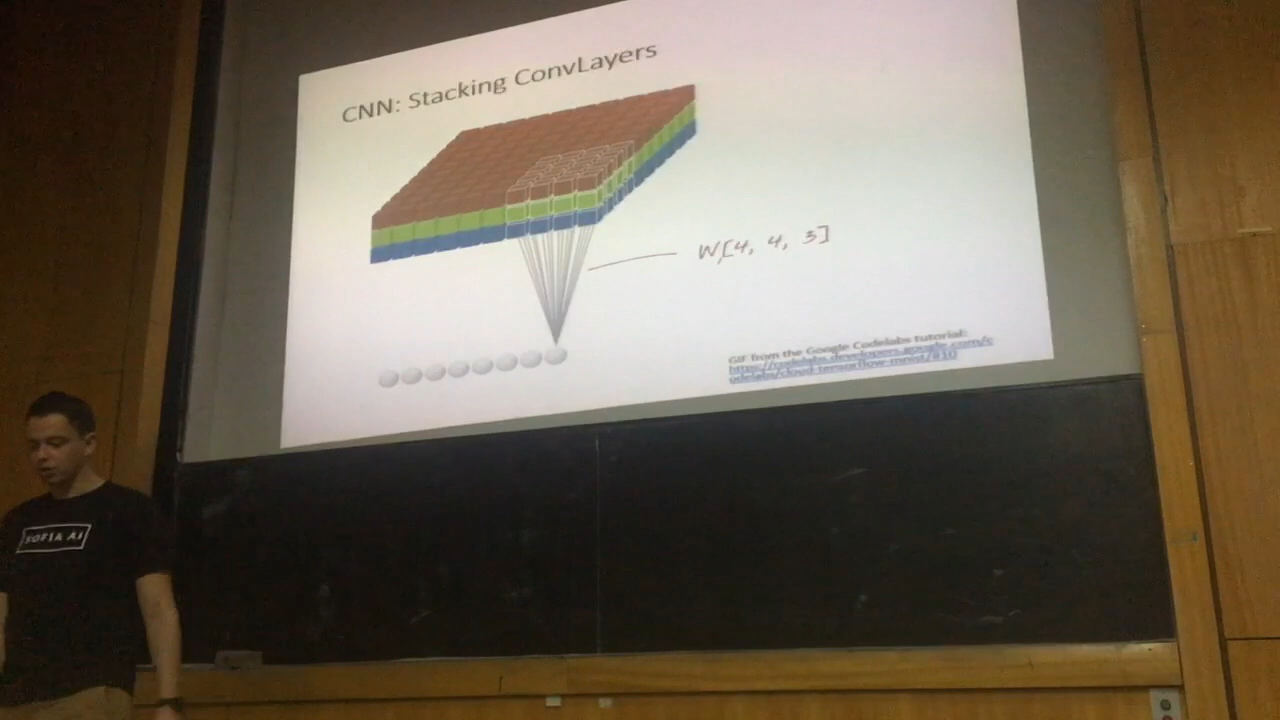 CNN: Stacking ConvLayers
W[4, 4, 3]
GIF from the Google Codelabs tutorial:
https://codelabs.developers.google.com/c
odelabs/cloud-tensorflow-mnist/#10
SOFIA AI